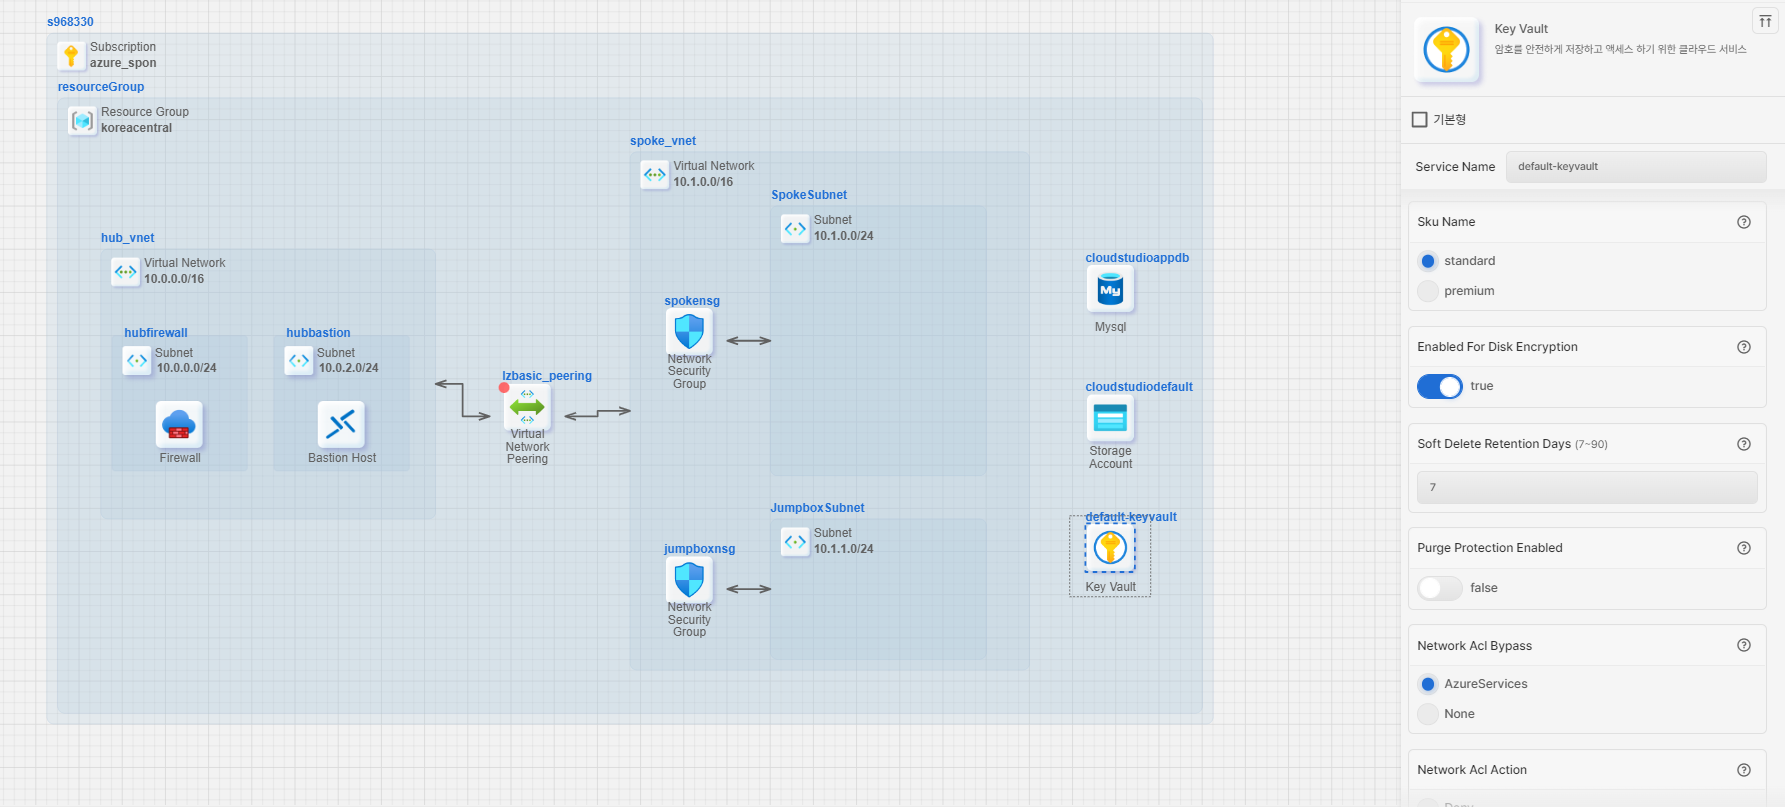 s968330
Subscription
azure_spon
resourceGroup
Resource Group
koreacentral
hub_vnet
Virtual Network
10.0.0.0/16
hubfirewall
Subnet
10.0.0.0/24
Firewall
hubbastion
Subnet
10.0.2.0/24
Bastion Host
lzbasic_peering
Virtual
Network
Peering
spoke_vnet
Virtual Network
10.1.0.0/16
SpokeSubnet
Subnet
10.1.0.0/24
spokensg
Network
Security
Group
JumpboxSubnet
Subnet
10.1.1.0/24
jumpboxnsg
Network
Security
Group
cloudstudioappdb
My
Mysql
cloudstudiodefault
Storage
Account
default-keyvault
Key Vault
Key Vault
암호를 안전하게 저장하고 액세스 하기 위한 클라우드 서비스
기본형
Service Name
default-keyvault
Sku Name
standard
premium
Enabled For Disk Encryption
true
Soft Delete Retention Days (7~90)
7
Purge Protection Enabled
false
Network Acl Bypass
AzureServices
None
Network Acl Action